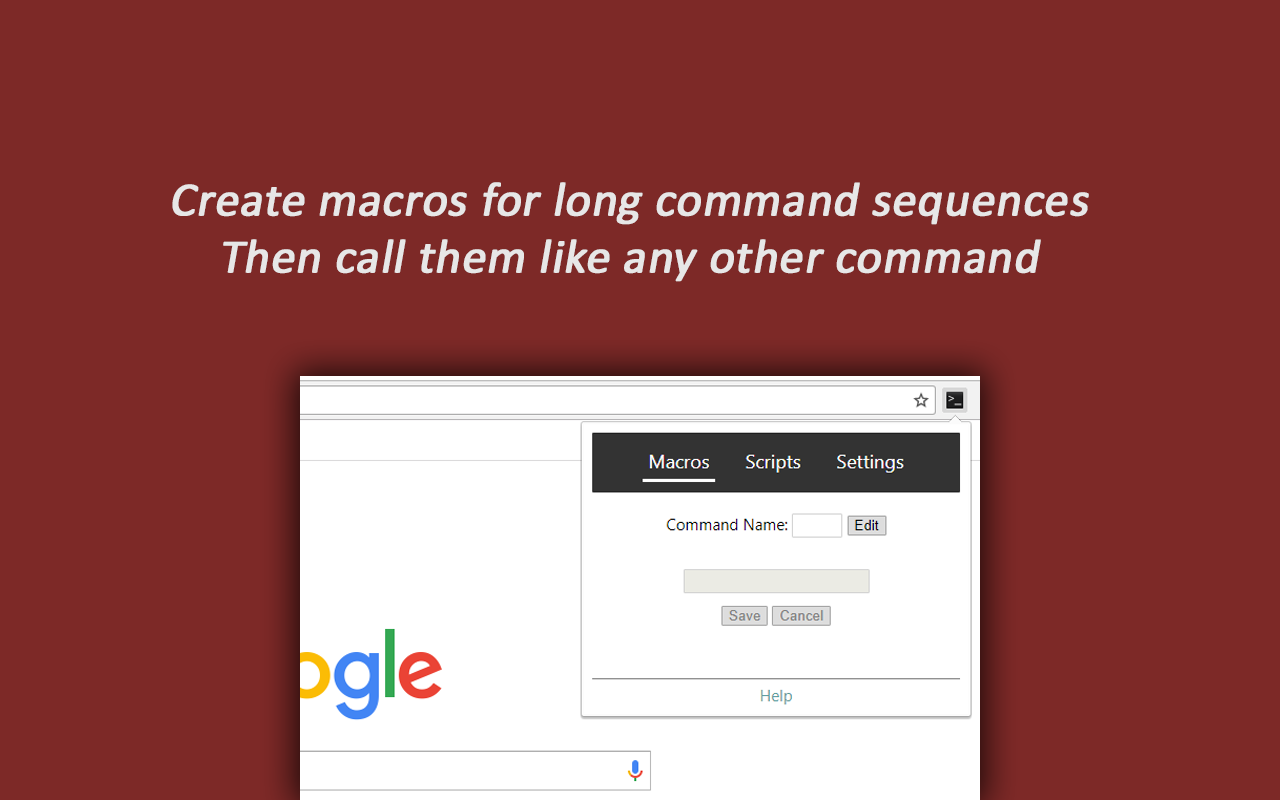 Create macros for long command sequences
Then call them like any other command
>_
Macros Scripts Settings
Command Name: Edit
Save Cancel
Help
ogle